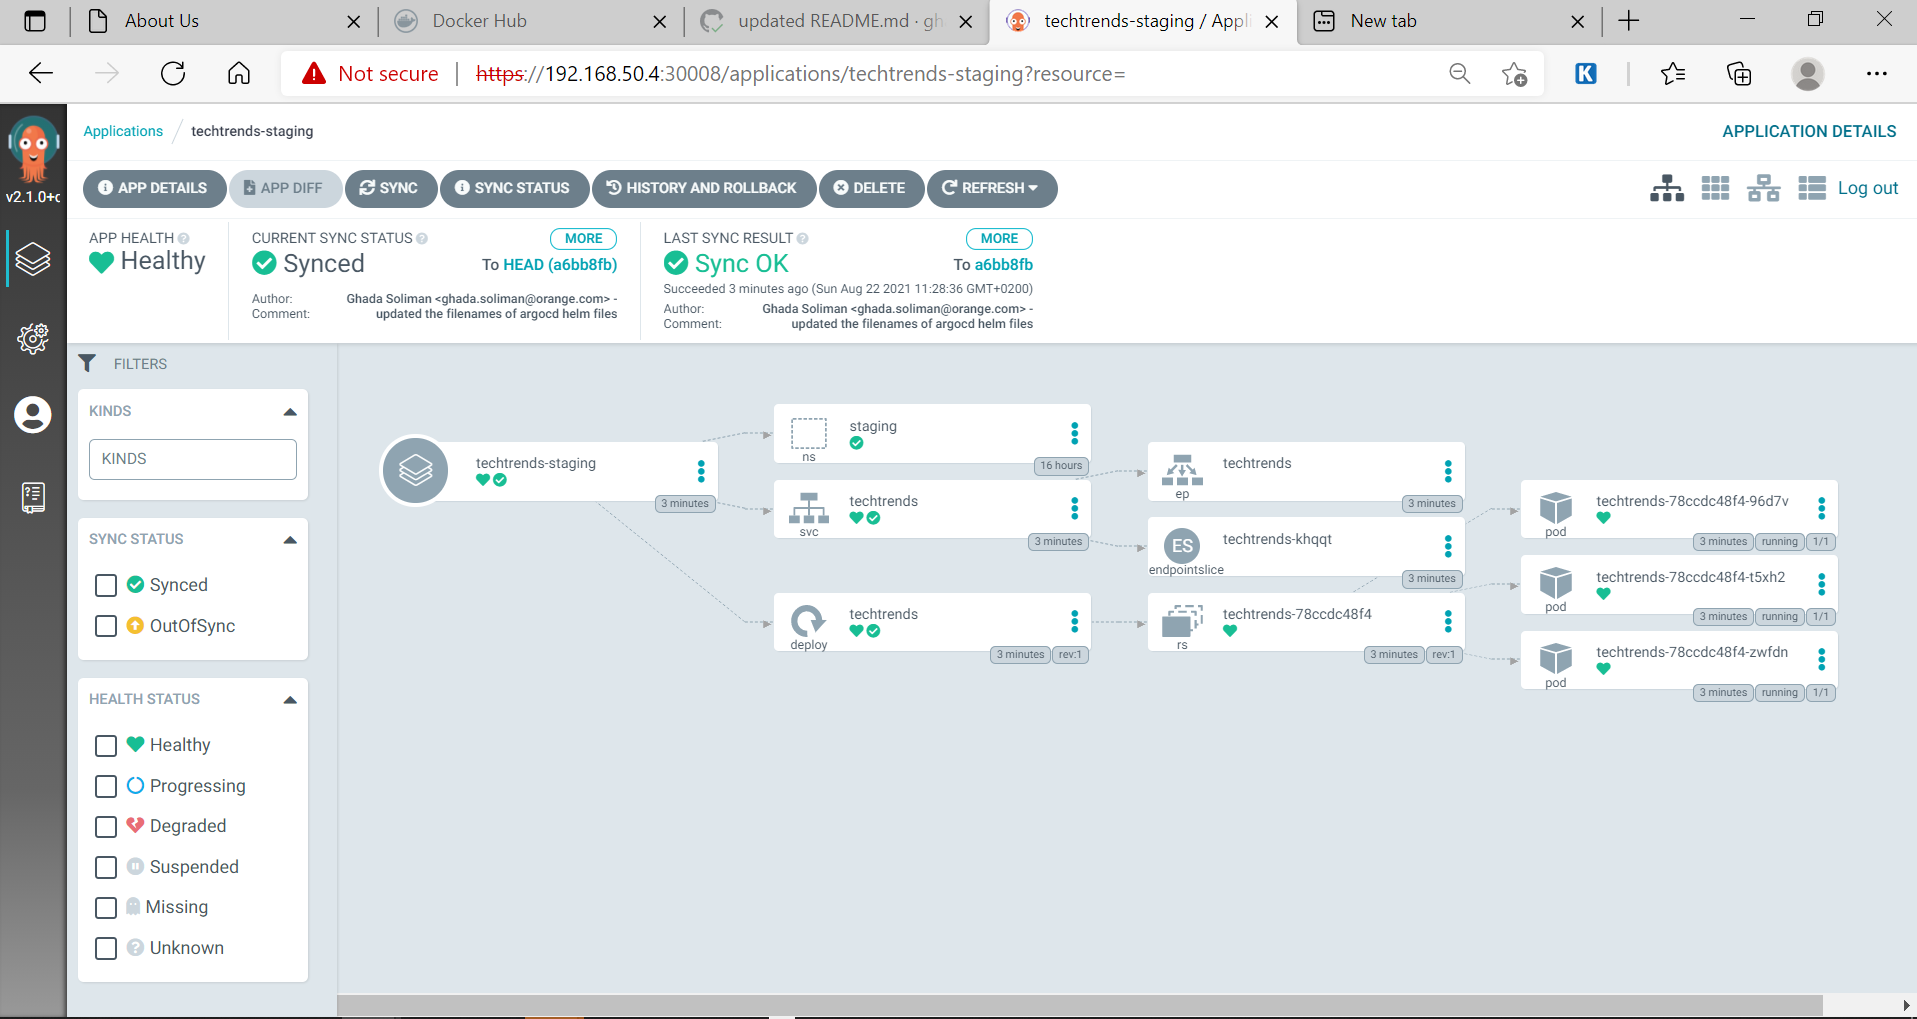 About Us
Docker Hub
updated README.md · gh
techtrends-staging / Appli
New tab
Not secure
https://192.168.50.4:30008/applications/techtrends-staging?resource=
v2.1.0+c
Applications / techtrends-staging
APPLICATION DETAILS
APP DETAILS
APP DIFF
SYNC
SYNC STATUS
HISTORY AND ROLLBACK
DELETE
REFRESH
Log out
APP HEALTH
Healthy
CURRENT SYNC STATUS
MORE
Synced
To HEAD (a6bb8fb)
Author: Ghada Soliman <ghada.soliman@orange.com> -
Comment: updated the filenames of argocd helm files
LAST SYNC RESULT
MORE
Sync OK
To a6bb8fb
Succeeded 3 minutes ago (Sun Aug 22 2021 11:28:36 GMT+0200)
Author: Ghada Soliman <ghada.soliman@orange.com> -
Comment: updated the filenames of argocd helm files
FILTERS
KINDS
KINDS
SYNC STATUS
Synced
OutOfSync
HEALTH STATUS
Healthy
Progressing
Degraded
Suspended
Missing
Unknown
techtrends-staging
3 minutes
staging
ns
16 hours
techtrends
svc
3 minutes
techtrends
deploy
3 minutes rev:1
techtrends
ep
3 minutes
ES
techtrends-khqqt
endpointslice
3 minutes
techtrends-78ccdc48f4
rs
3 minutes rev:1
techtrends-78ccdc48f4-96d7v
pod
3 minutes running 1/1
techtrends-78ccdc48f4-t5xh2
pod
3 minutes running 1/1
techtrends-78ccdc48f4-zwfdn
pod
3 minutes running 1/1